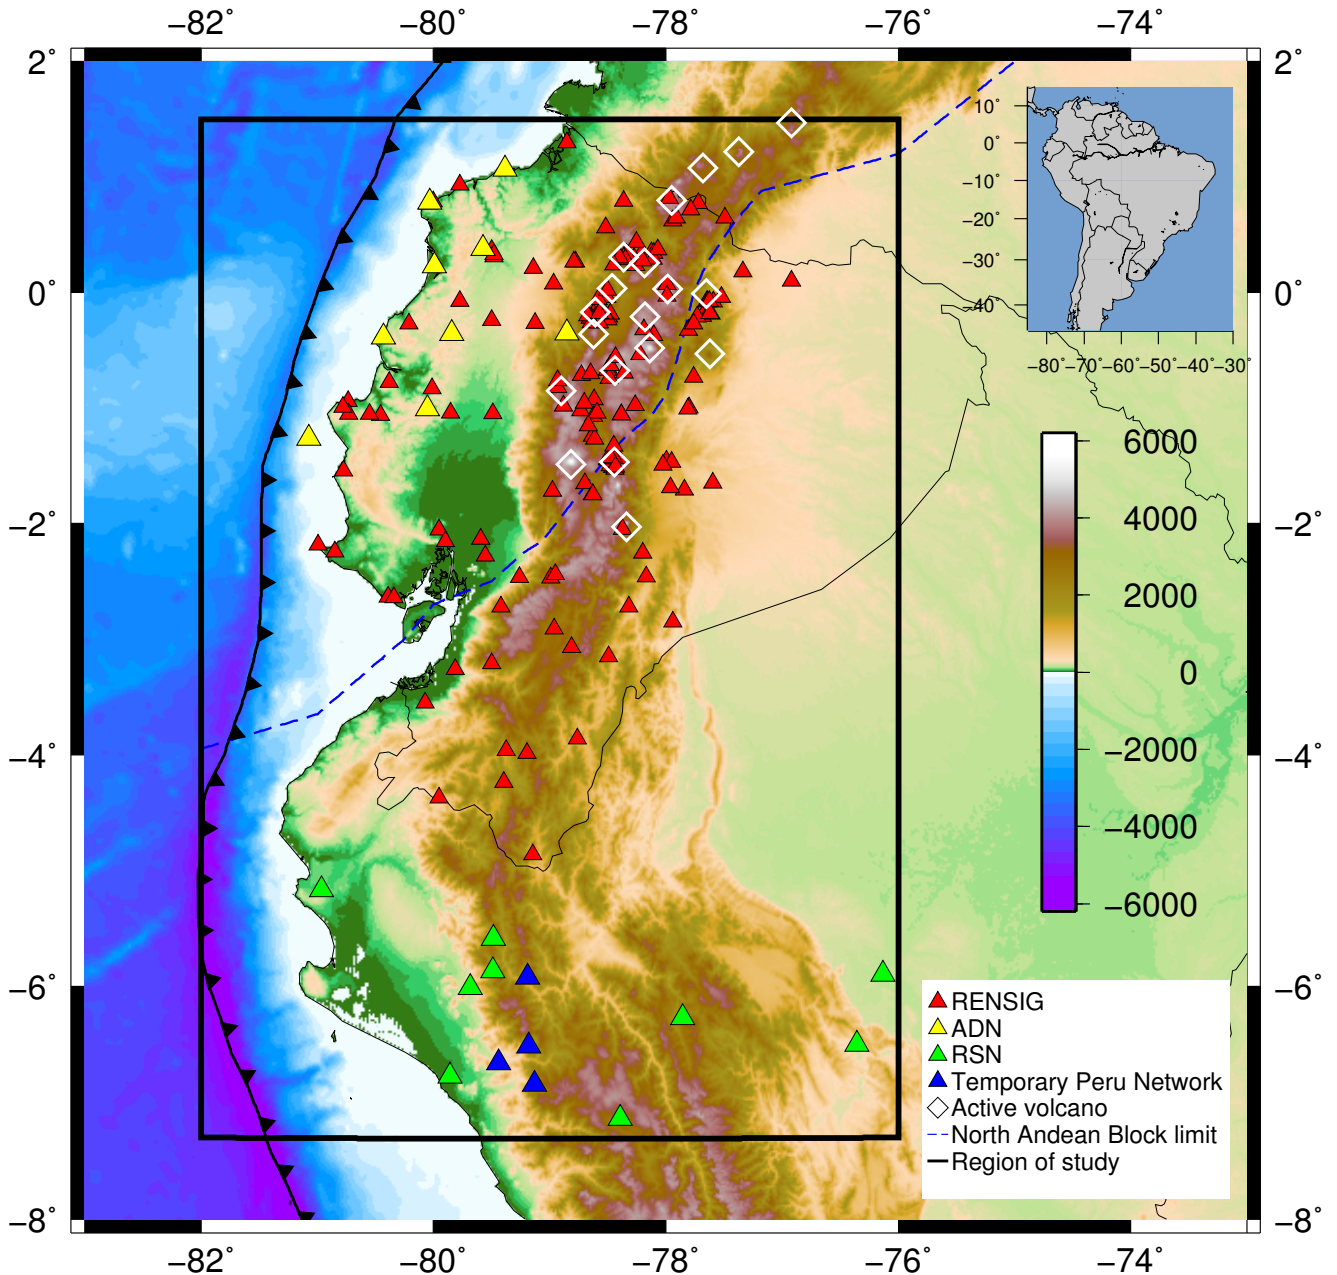 −82˚ −80˚ −78˚ −76˚ −74˚
2˚ 2˚
10˚
0˚
−10˚
−20˚
−30˚
−40˚
−80˚ −70˚ −60˚ −50˚ −40˚ −30˚
0˚ 0˚
6000
4000
2000
0
−2000
−4000
−6000
−2˚ −2˚
−4˚ −4˚
−6˚ −6˚
RENSIG
ADN
RSN
Temporary Peru Network
Active volcano
North Andean Block limit
Region of study
−8˚ −8˚
−82˚ −80˚ −78˚ −76˚ −74˚